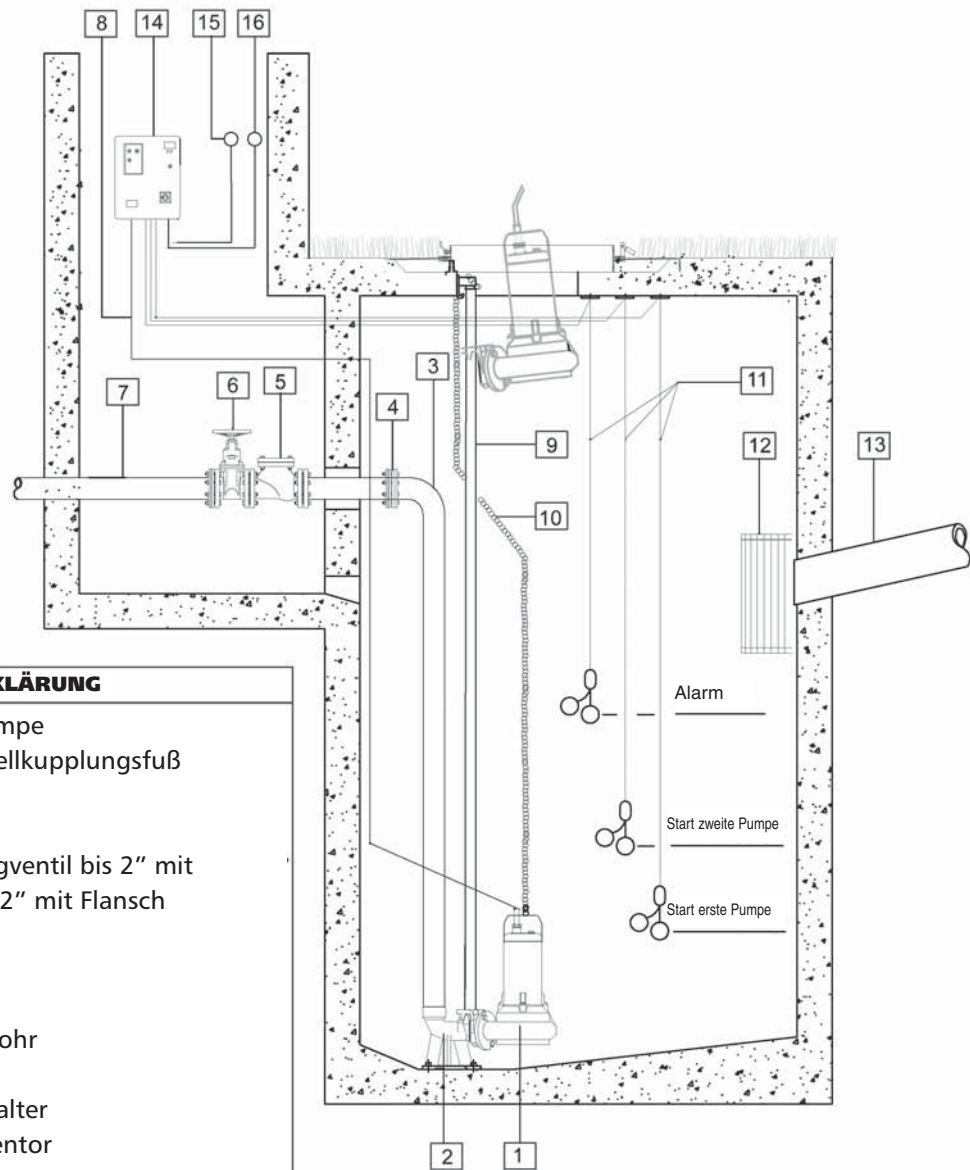 8
14
15
16
3
4
5
6
7
9
11
12
13
10
KLÄRUNG
mpe
ellkupplungsfuß
gventil bis 2” mit
2” mit Flansch
ohr
alter
entor
Alarm
Start zweite Pumpe
Start erste Pumpe
2
1